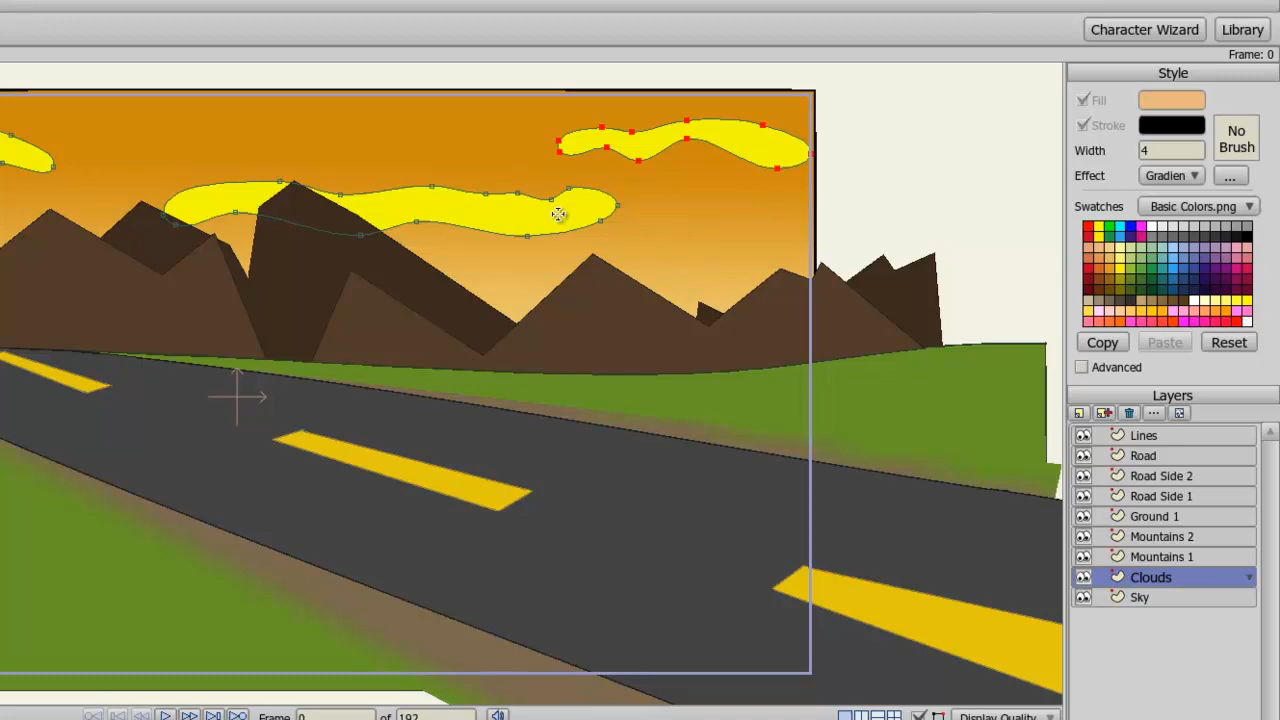 Character Wizard
Library
Frame: 0
Style
Fill
Stroke
Width
4
No
Brush
Effect
Gradien
...
Swatches
Basic Colors.png
Copy
Paste
Reset
Advanced
Layers
Lines
Road
Road Side 2
Road Side 1
Ground 1
Mountains 2
Mountains 1
Clouds
Sky
Frame
0
of
192
Display Quality